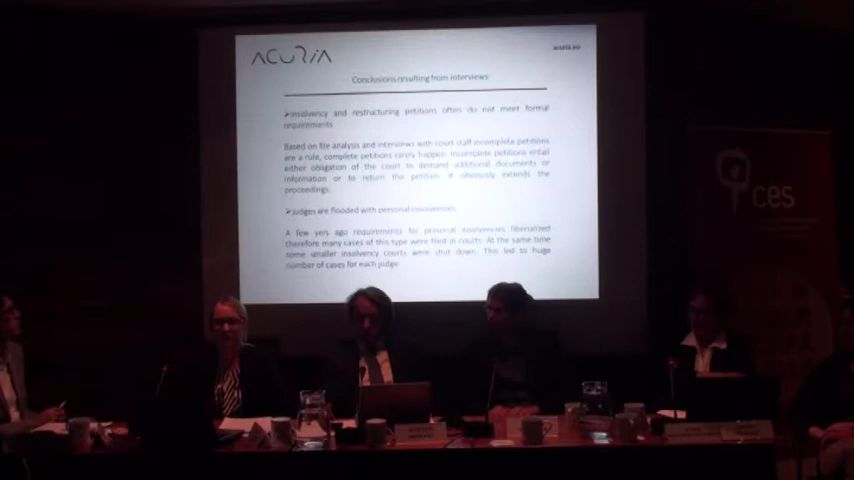 ACURIA
Conclusions resulting from interviews
➢Insolvency and restructuring petitions often do not meet formal
requirements
Based on file analysis and interviews with court staff incomplete petitions
are a rule, complete petitions rarely happen. Incomplete petitions entail
either obligation of the court to demand additional documents or
information or to return the petition. It obviously extends the
proceedings.
➢Judges are flooded with personal insolvencies
A few yers ago requirements for personal insolvencies liberalized
therefore many cases of this type were filed in courts. At the same time
some smaller insolvency courts were shut down. This led to huge
number of cases for each judge.
ces